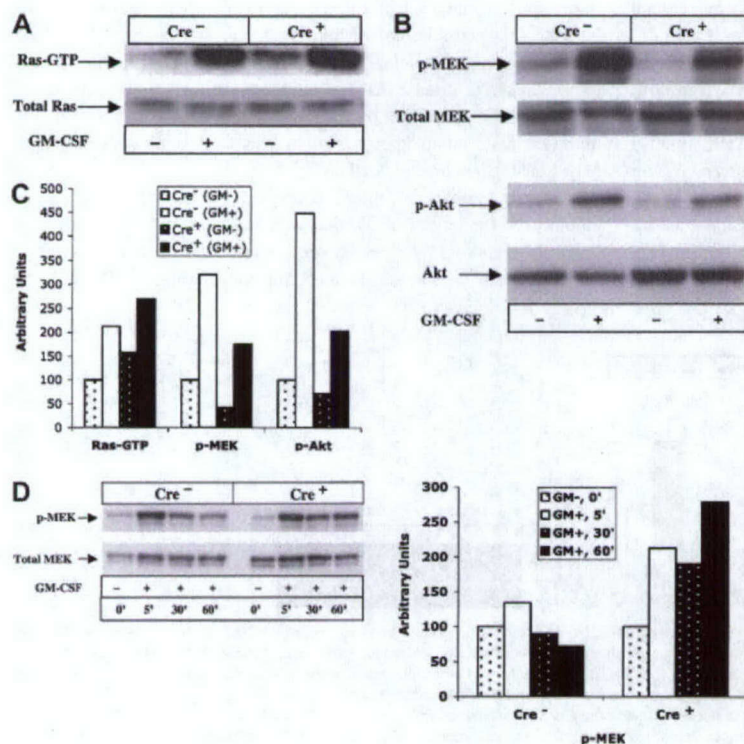 A
Cre⁻ Cre⁺
Ras-GTP
Total Ras
GM-CSF − + − +
B
Cre⁻ Cre⁺
p-MEK
Total MEK
p-Akt
Akt
GM-CSF − + − +
C
500
450
400
350
300
250
200
150
100
50
0
Arbitrary Units
Cre⁻ (GM-)
Cre⁻ (GM+)
Cre⁺ (GM-)
Cre⁺ (GM+)
Ras-GTP p-MEK p-Akt
D
Cre⁻ Cre⁺
p-MEK
Total MEK
GM-CSF − + + + − + + +
0' 5' 30' 60' 0' 5' 30' 60'
300
250
200
150
100
50
0
Arbitrary Units
GM-, 0'
GM+, 5'
GM+, 30'
GM+, 60'
Cre⁻ Cre⁺
p-MEK